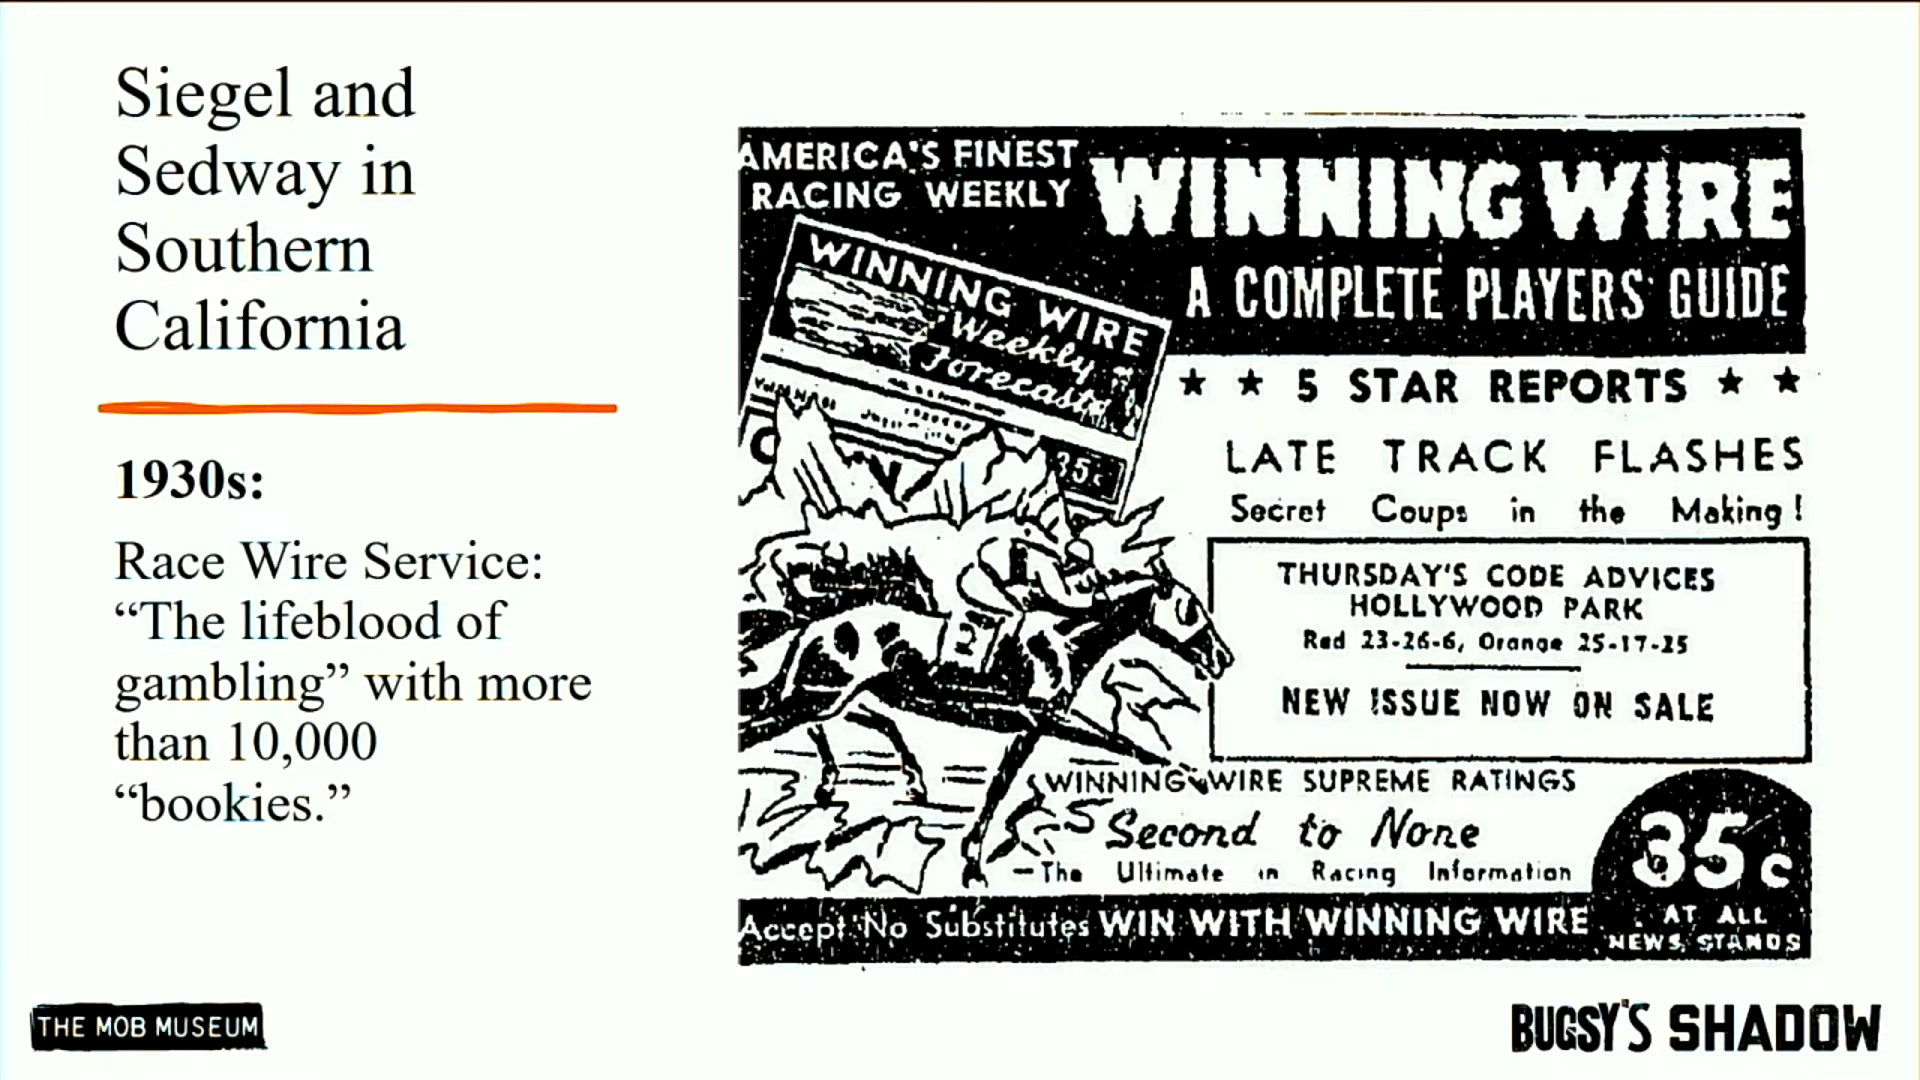 Siegel and
Sedway in
Southern
California
1930s:
Race Wire Service:
“The lifeblood of
gambling” with more
than 10,000
“bookies.”
AMERICA'S FINEST
RACING WEEKLY
WINNING WIRE
A COMPLETE PLAYERS' GUIDE
WINNING WIRE
Weekly
Forecast
35c
★ ★ 5 STAR REPORTS ★ ★
LATE TRACK FLASHES
Secret Coups in the Making!
THURSDAY'S CODE ADVICES
HOLLYWOOD PARK
Red 23-26-6, Orange 25-17-25
NEW ISSUE NOW ON SALE
2
WINNING WIRE SUPREME RATINGS
Second to None
—The Ultimate in Racing Information
35c
AT ALL
NEWS STANDS
Accept No Substitutes WIN WITH WINNING WIRE
THE MOB MUSEUM
BUGSY'S SHADOW